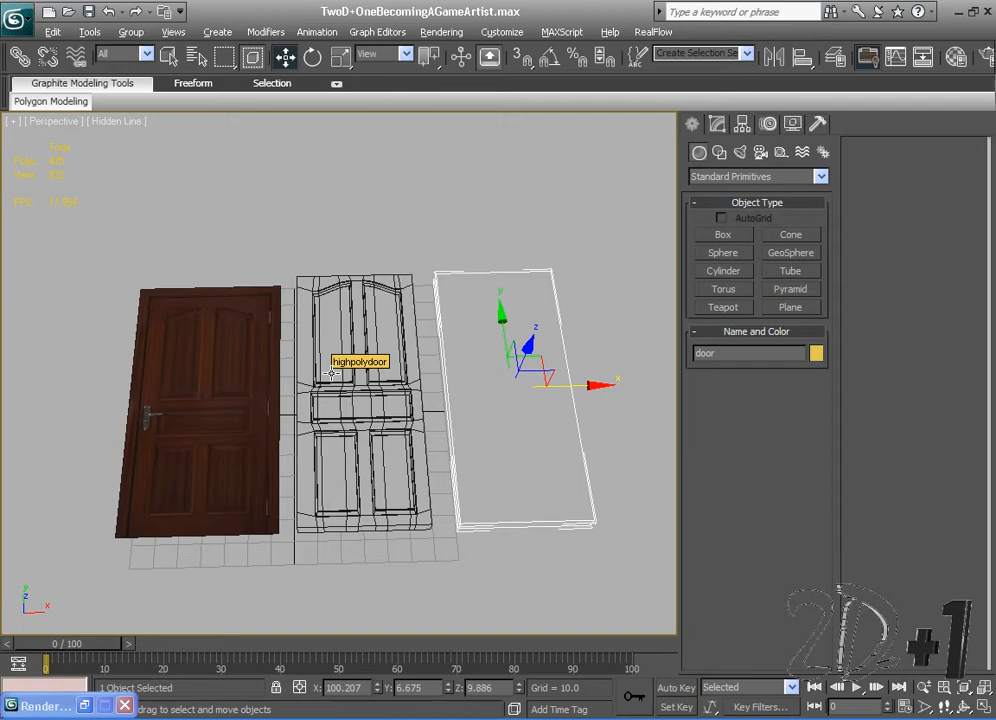 TwoD+OneBecomingAGameArtist.max
Type a keyword or phrase
Edit Tools Group Views Create Modifiers Animation Graph Editors Rendering Customize MAXScript Help RealFlow
All View Create Selection Se
Graphite Modeling Tools Freeform Selection
Polygon Modeling
[ + ] [ Perspective ] [ Hidden Line ]
Total
Polys: 425
Verts: 432
FPS:
Standard Primitives
- Object Type
AutoGrid
Box Cone
Sphere GeoSphere
Cylinder Tube
Torus Pyramid
Teapot Plane
- Name and Color
door
highpolydoor
y
z
x
y
z
x
2D+1
< 0 / 100 >
0 10 20 30 40 50 60 70 80 90 100
1 Object Selected X: 100.207 Y: 6.675 Z: 9.886 Grid = 10.0 Auto Key Selected
Render... drag to select and move objects Add Time Tag Set Key Key Filters... 0